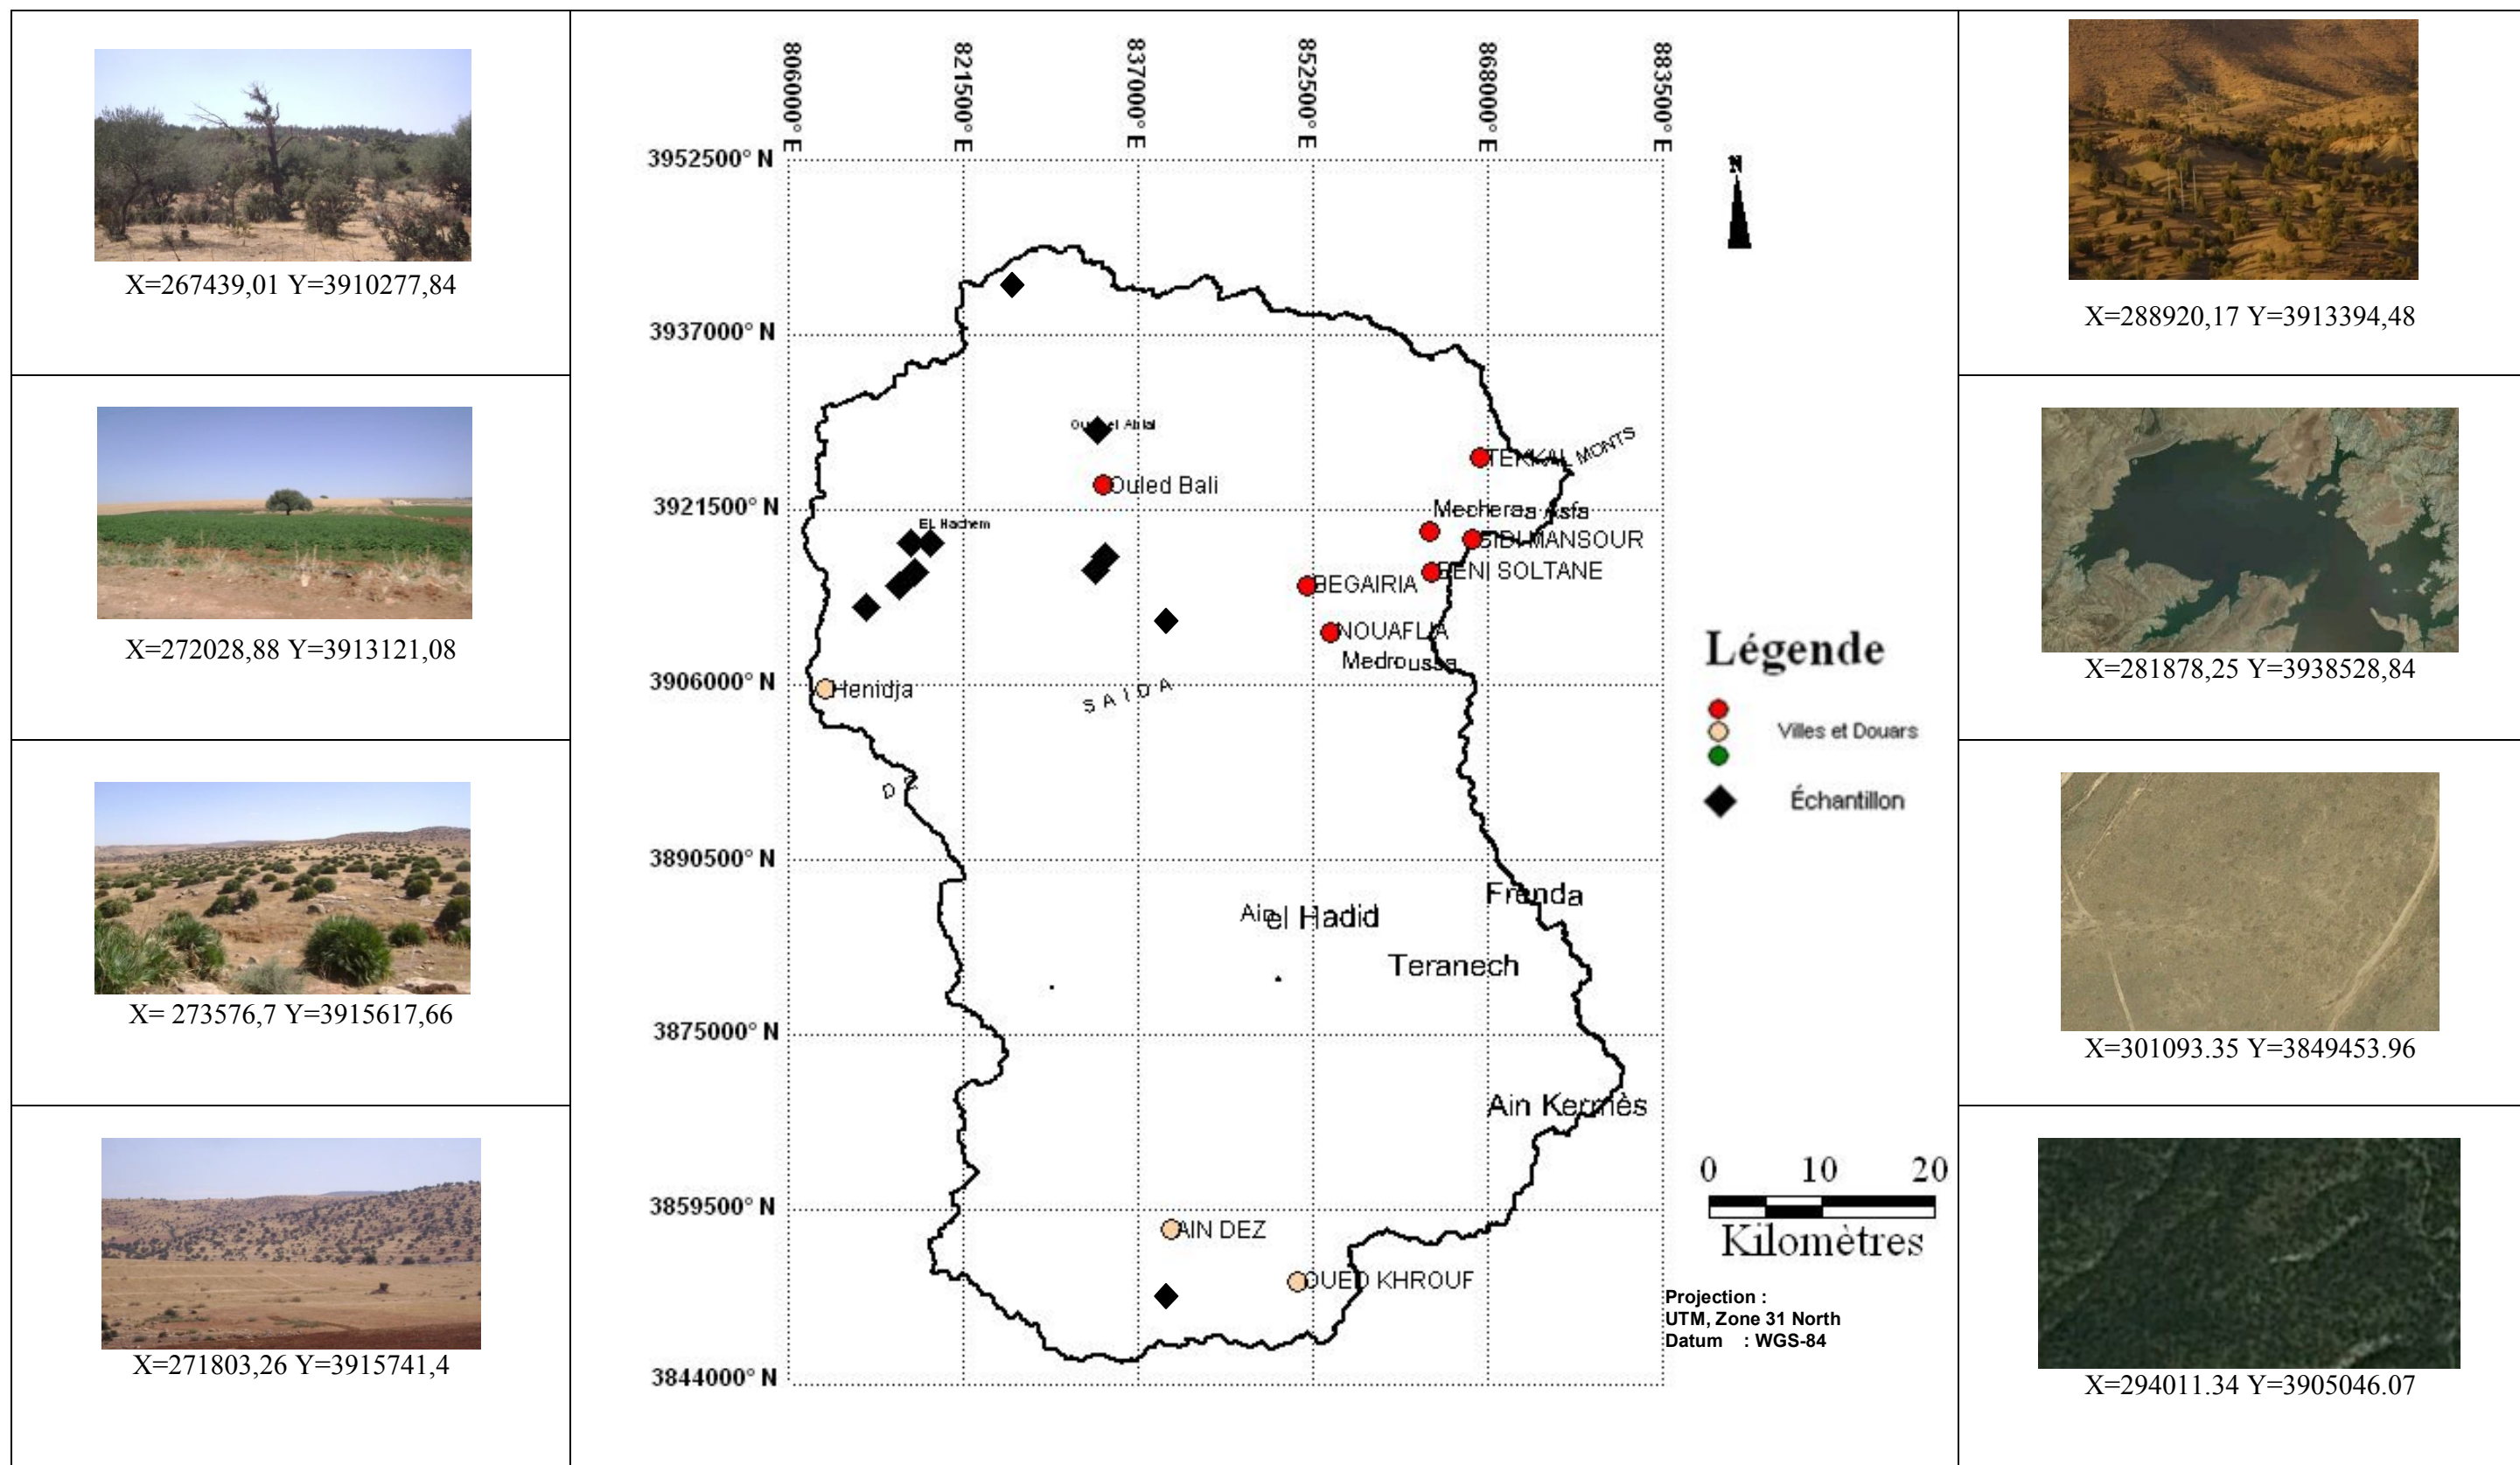 X=267439,01 Y=3910277,84
X=272028,88 Y=3913121,08
X= 273576,7 Y=3915617,66
X=271803,26 Y=3915741,4
806000° E
821500° E
837000° E
852500° E
868000° E
883500° E
3952500° N
3937000° N
3921500° N
3906000° N
3890500° N
3875000° N
3859500° N
3844000° N
N
TEKKAL
MONTS
Ouled Bali
Mecheraa Asfa
EL Hachem
SIDI MANSOUR
BENI SOLTANE
BEGAIRIA
NOUAFLIA
Medroussa
Henidja
SAIDA
Frenda
Ain el Hadid
Teranech
Ain Kermès
AIN DEZ
OUED KHROUF
Légende
Villes et Douars
Échantillon
0 10 20
Kilomètres
Projection :
UTM, Zone 31 North
Datum : WGS-84
X=288920,17 Y=3913394,48
X=281878,25 Y=3938528,84
X=301093.35 Y=3849453.96
X=294011.34 Y=3905046.07